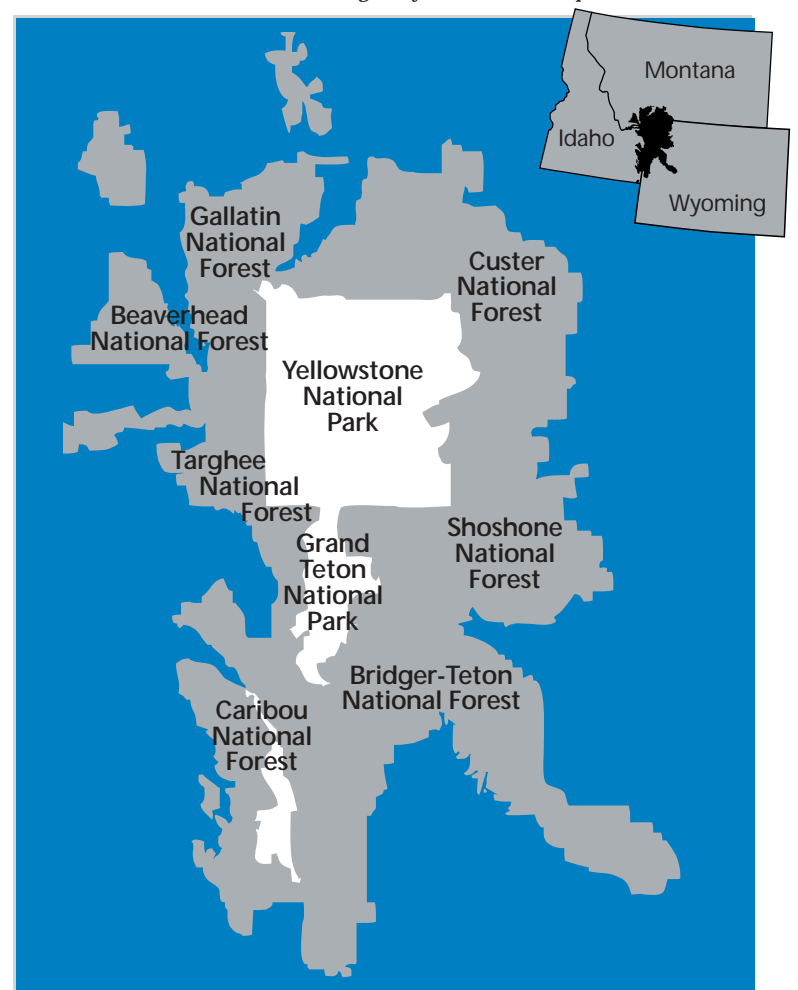 Montana
Idaho
Wyoming
Gallatin
National
Forest
Custer
National
Forest
Beaverhead
National Forest
Yellowstone
National
Park
Targhee
National
Forest
Grand
Teton
National
Park
Shoshone
National
Forest
Bridger-Teton
National Forest
Caribou
National
Forest